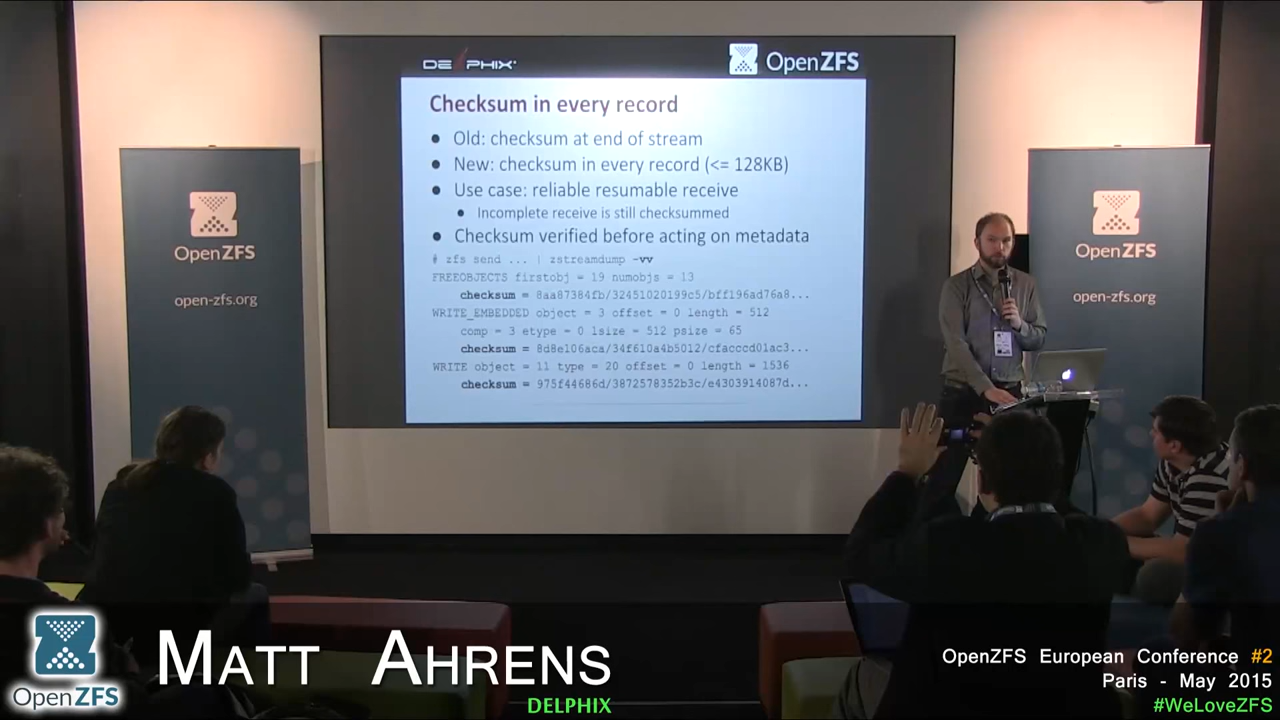 DELPHIX
OpenZFS
Checksum in every record
● Old: checksum at end of stream
● New: checksum in every record (<= 128KB)
● Use case: reliable resumable receive
● Incomplete receive is still checksummed
● Checksum verified before acting on metadata
# zfs send ... | zstreamdump -vv
FREEOBJECTS firstobj = 19 numobjs = 13
checksum = 8aa87384fb/32451020199c5/bff196ad76a8...
WRITE_EMBEDDED object = 3 offset = 0 length = 512
comp = 3 etype = 0 lsize = 512 psize = 65
checksum = 8d8e106aca/34f610a4b5012/cfacccd01ac3...
WRITE object = 11 type = 20 offset = 0 length = 1536
checksum = 975f44686d/3872578352b3c/e4303914087d...
OpenZFS
open-zfs.org
OpenZFS
open-zfs.org
OpenZFS
MATT AHRENS
DELPHIX
OpenZFS European Conference #2
Paris - May 2015
#WeLoveZFS